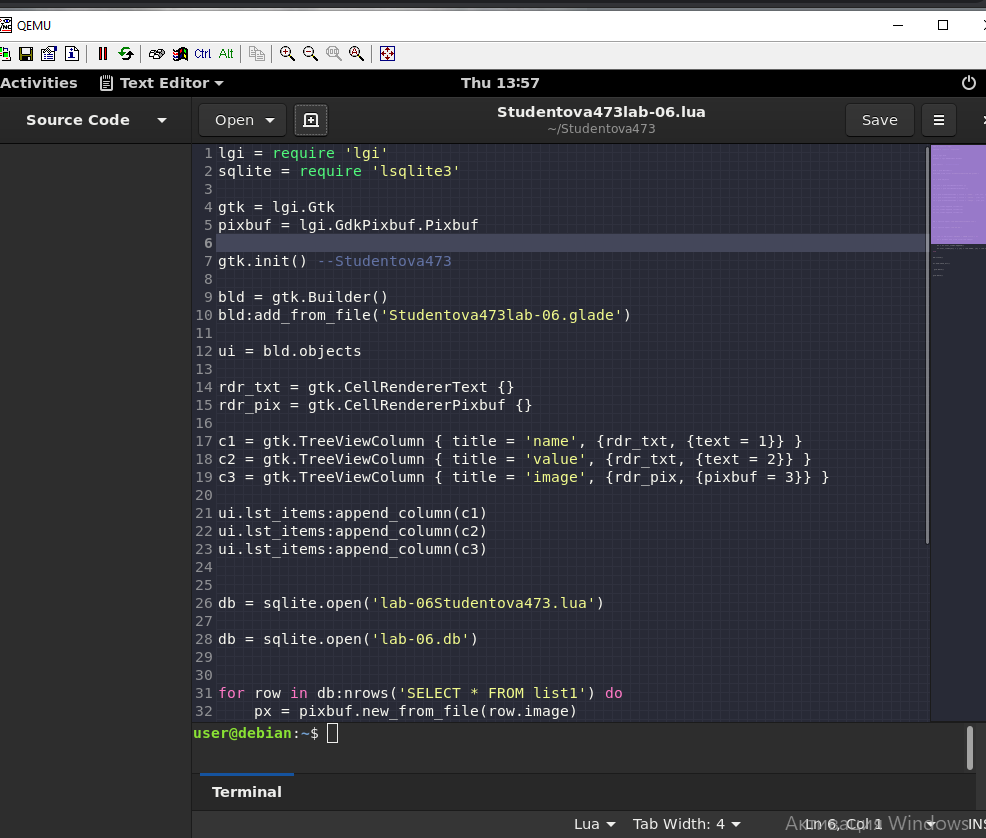 QEMU
Ctrl Alt
Activities Text Editor Thu 13:57
Source Code Open Studentova473lab-06.lua Save
~/Studentova473
1 lgi = require 'lgi'
2 sqlite = require 'lsqlite3'
3
4 gtk = lgi.Gtk
5 pixbuf = lgi.GdkPixbuf.Pixbuf
6
7 gtk.init() --Studentova473
8
9 bld = gtk.Builder()
10 bld:add_from_file('Studentova473lab-06.glade')
11
12 ui = bld.objects
13
14 rdr_txt = gtk.CellRendererText {}
15 rdr_pix = gtk.CellRendererPixbuf {}
16
17 c1 = gtk.TreeViewColumn { title = 'name', {rdr_txt, {text = 1}} }
18 c2 = gtk.TreeViewColumn { title = 'value', {rdr_txt, {text = 2}} }
19 c3 = gtk.TreeViewColumn { title = 'image', {rdr_pix, {pixbuf = 3}} }
20
21 ui.lst_items:append_column(c1)
22 ui.lst_items:append_column(c2)
23 ui.lst_items:append_column(c3)
24
25
26 db = sqlite.open('lab-06Studentova473.lua')
27
28 db = sqlite.open('lab-06.db')
29
30
31 for row in db:nrows('SELECT * FROM list1') do
32     px = pixbuf.new_from_file(row.image)
user@debian:~$
Terminal
Lua Tab Width: 4 Ln 6, Col 1 INS
Активация Windows